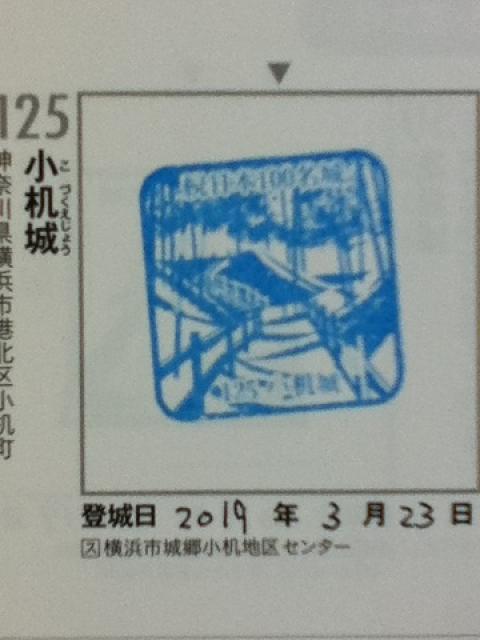 125
小机城
こづくえじょう
神奈川県横浜市港北区小机町
続日本100名城
125 小机城
登城日 2019 年 3 月 23 日
ス 横浜市城郷小机地区センター